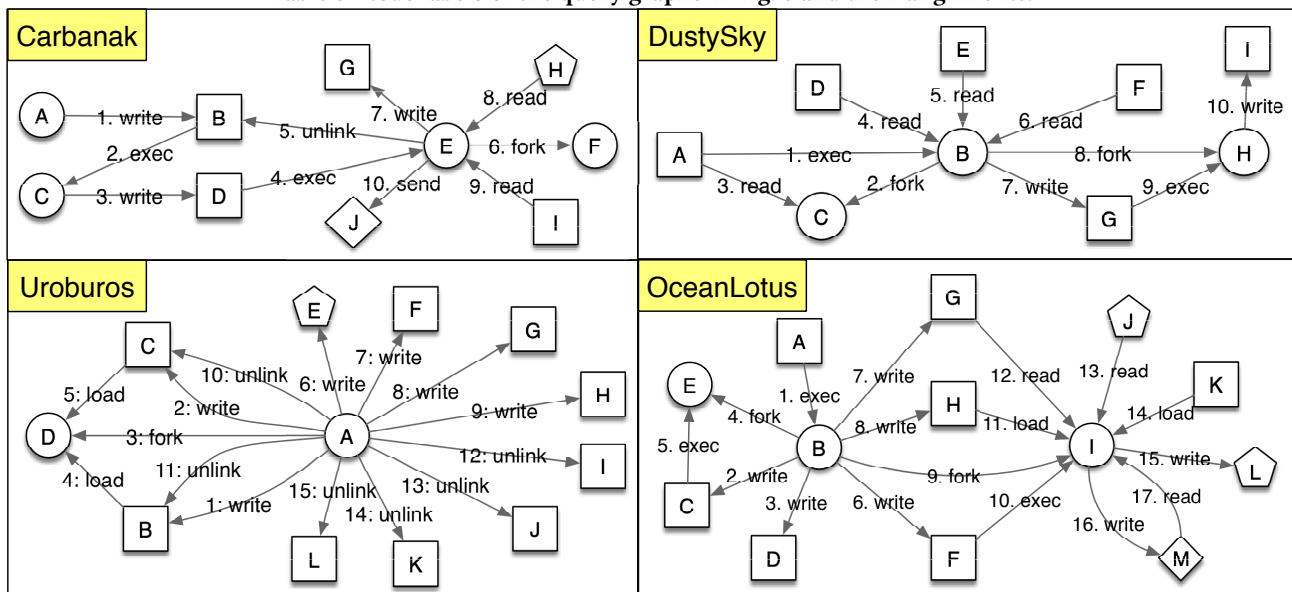 Carbanak
G
H
7. write
8. read
A
1. write
B
5. unlink
E
6. fork
F
2. exec
4. exec
C
3. write
D
10. send
9. read
J
I
DustySky
E
I
D
F
5. read
4. read
6. read
10. write
A
1. exec
B
8. fork
H
3. read
2. fork
7. write
9. exec
C
G
Uroburos
E
F
G
C
7: write
10: unlink
6: write
8: write
5: load
H
2: write
9: write
D
3: fork
A
12: unlink
I
11: unlink
4: load
15: unlink
13: unlink
1: write
14: unlink
B
J
L
K
OceanLotus
G
J
A
E
7. write
12. read
13. read
K
1. exec
4. fork
H
14. load
8. write
11. load
5. exec
B
I
15. write
L
2. write
9. fork
C
3. write
6. write
10. exec
17. read
16. write
D
F
M